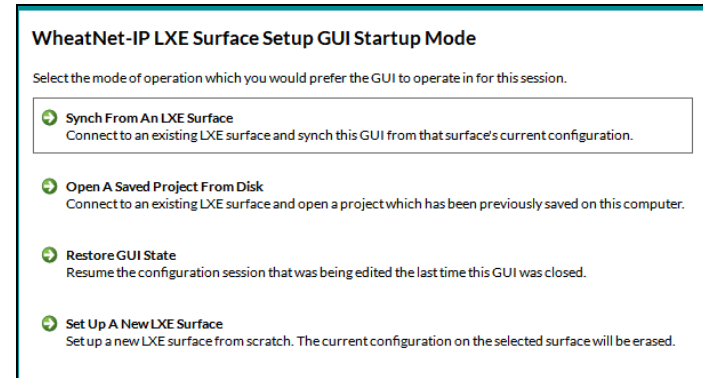 WheatNet-IP LXE Surface Setup GUI Startup Mode
Select the mode of operation which you would prefer the GUI to operate in for this session.
Synch From An LXE Surface
Connect to an existing LXE surface and synch this GUI from that surface's current configuration.
Open A Saved Project From Disk
Connect to an existing LXE surface and open a project which has been previously saved on this computer.
Restore GUI State
Resume the configuration session that was being edited the last time this GUI was closed.
Set Up A New LXE Surface
Set up a new LXE surface from scratch. The current configuration on the selected surface will be erased.